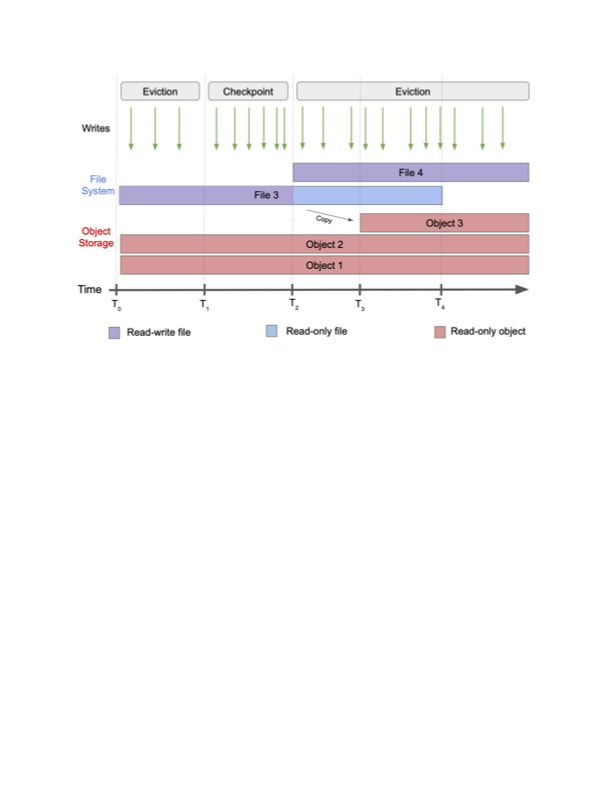 Eviction
Checkpoint
Eviction
Writes
File 4
File
System
File 3
Copy
Object 3
Object
Storage
Object 2
Object 1
Time
T0
T1
T2
T3
T4
Read-write file
Read-only file
Read-only object